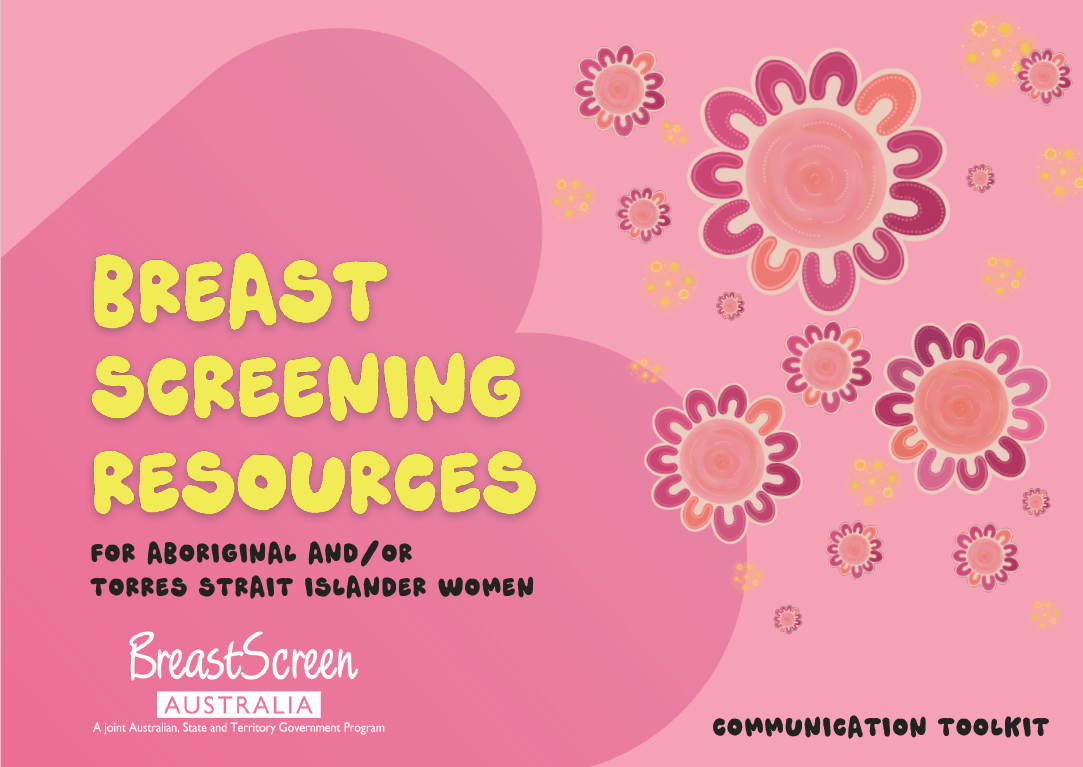 BREAST
SCREENING
RESOURCES
FOR ABORIGINAL AND/OR
TORRES STRAIT ISLANDER WOMEN
BreastScreen
AUSTRALIA
A joint Australian, State and Territory Government Program
COMMUNICATION TOOLKIT